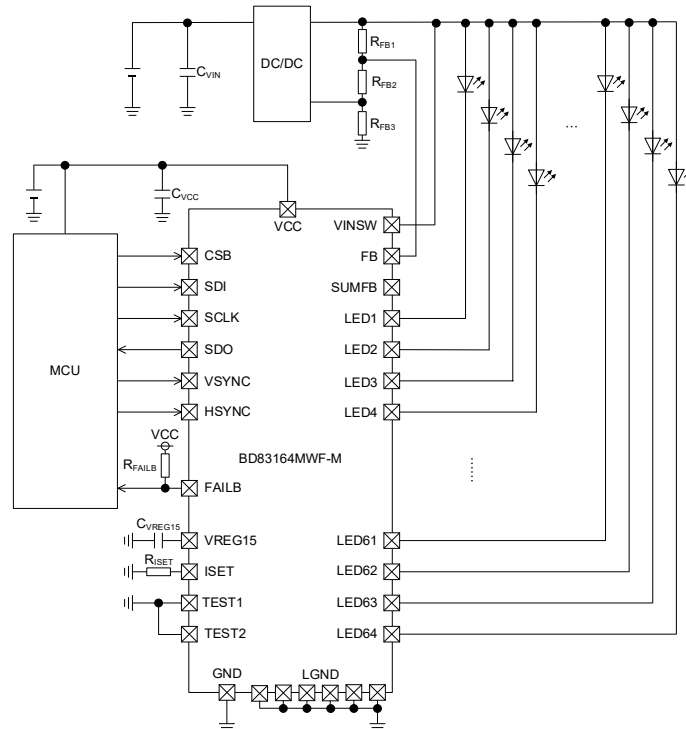 CVIN
DC/DC
RFB1
RFB2
RFB3
...
CVCC
VCC
VINSW
FB
SUMFB
CSB
SDI
SCLK
SDO
VSYNC
HSYNC
MCU
LED1
LED2
LED3
LED4
VCC
RFAILB
FAILB
BD83164MWF-M
......
CVREG15
VREG15
RISET
ISET
TEST1
TEST2
LED61
LED62
LED63
LED64
GND
LGND